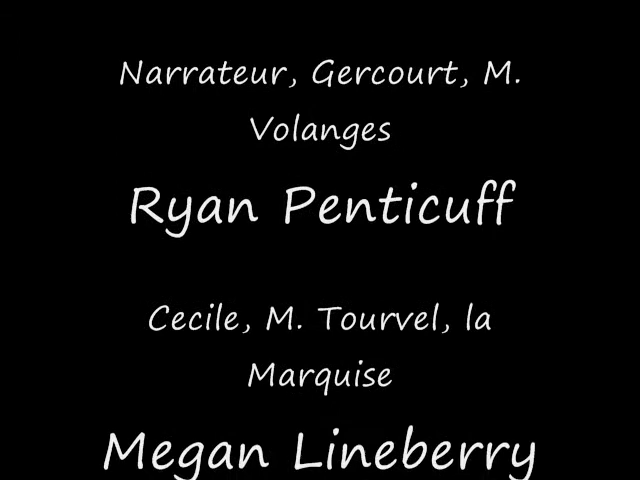 Narrateur, Gercourt, M.
Volanges
Ryan Penticuff
Cecile, M. Tourvel, la
Marquise
Megan Lineberry